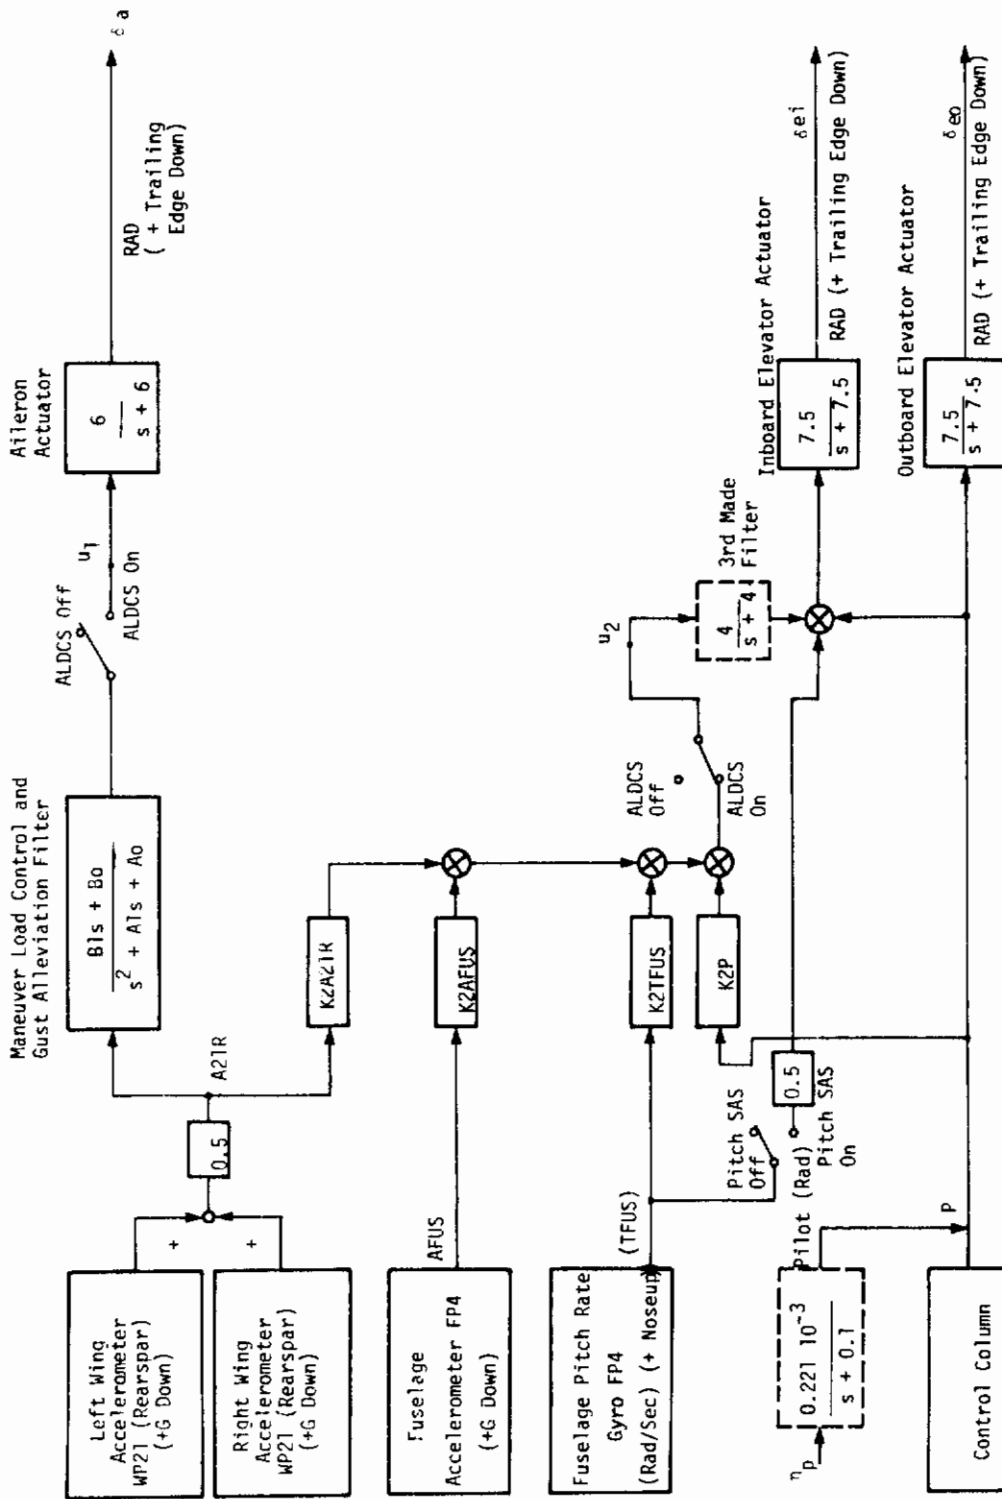 Left Wing
Accelerometer
WP21 (Rearspar)
(+G Down)
Right Wing
Accelerometer
WP21 (Rearspar)
(+G Down)
+
+
0.5
A21R
Maneuver Load Control and
Gust Alleviation Filter
B1s + Bo
s² + A1s + Ao
ALDCS Off
ALDCS On
u1
Aileron
Actuator
6
s + 6
RAD
( + Trailing
Edge Down)
δa
K2A21R
Fuselage
Accelerometer FP4
(+G Down)
AFUS
K2AFUS
Fuselage Pitch Rate
Gyro FP4
(Rad/Sec) (+ Noseup)
(TFUS)
K2TFUS
K2P
ALDCS
Off
ALDCS
On
u2
3rd Made
Filter
4
s + 4
Pitch SAS
Off
Pitch SAS
On
0.5
ηp
0.221 10⁻³
s + 0.1
Pilot (Rad)
P
Control Column
Inboard Elevator Actuator
7.5
s + 7.5
δei
RAD (+ Trailing Edge Down)
Outboard Elevator Actuator
7.5
s + 7.5
δeo
RAD (+ Trailing Edge Down)